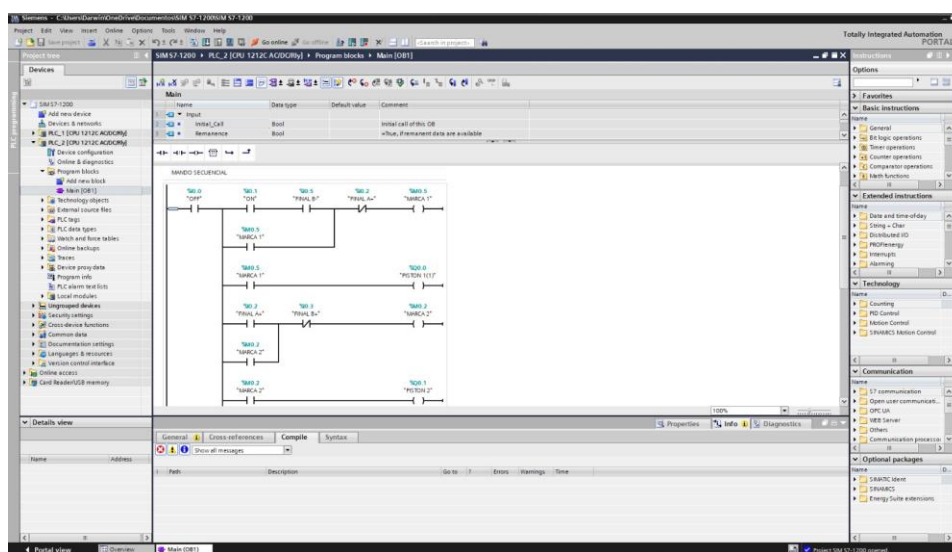 Siemens - C:\Users\Darwin\OneDrive\Documentos\SIM S7-1200\SIM S7-1200
Project Edit View Insert Online Options Tools Window Help
Totally Integrated Automation
PORTAL
Save project
Go online
Go offline
<Search in project>
Project tree
SIM S7-1200 PLC_2 [CPU 1212C AC/DC/Rly] Program blocks Main [OB1]
Instructions
Devices
Options
PLC programming
Main
Name Data type Default value Comment
Input
Initial_Call Bool Initial call of this OB
Remanence Bool =True, if remanent data are available
SIM S7-1200
Add new device
Devices & networks
PLC_1 [CPU 1212C AC/DC/Rly]
PLC_2 [CPU 1212C AC/DC/Rly]
Device configuration
Online & diagnostics
Program blocks
Add new block
Main [OB1]
Technology objects
External source files
PLC tags
PLC data types
Watch and force tables
Online backups
Traces
Device proxy data
Program info
PLC alarm text lists
Local modules
Ungrouped devices
Security settings
Cross-device functions
Common data
Documentation settings
Languages & resources
Version control interface
Online access
Card Reader/USB memory
MANDO SECUENCIAL
%I0.0 %I0.1 %I0.5 %I0.2 %M0.5
"OFF" "ON" "FINAL B-" "FINAL A+" "MARCA 1"
%M0.5
"MARCA 1"
%M0.5 %Q0.0
"MARCA 1" "PISTON 1(1)"
%I0.2 %I0.3 %M0.2
"FINAL A+" "FINAL B+" "MARCA 2"
%M0.2
"MARCA 2"
%M0.2 %Q0.1
"MARCA 2" "PISTON 2"
100%
Favorites
Basic instructions
Name
General
Bit logic operations
Timer operations
Counter operations
Comparator operations
Math functions
Extended instructions
Name
Date and time-of-day
String + Char
Distributed I/O
PROFIenergy
Interrupts
Alarming
Technology
Name D...
Counting
PID Control
Motion Control
SINAMICS Motion Control
Communication
Name
S7 communication
Open user communicati...
OPC UA
WEB Server
Others
Communication processor
Optional packages
Name D...
SIMATIC Ident
SINAMICS
Energy Suite extensions
Details view
Name Address
Properties Info Diagnostics
General Cross-references Compile Syntax
Show all messages
! Path Description Go to ? Errors Warnings Time
Portal view Overview Main (OB1)
Project SIM S7-1200 opened.